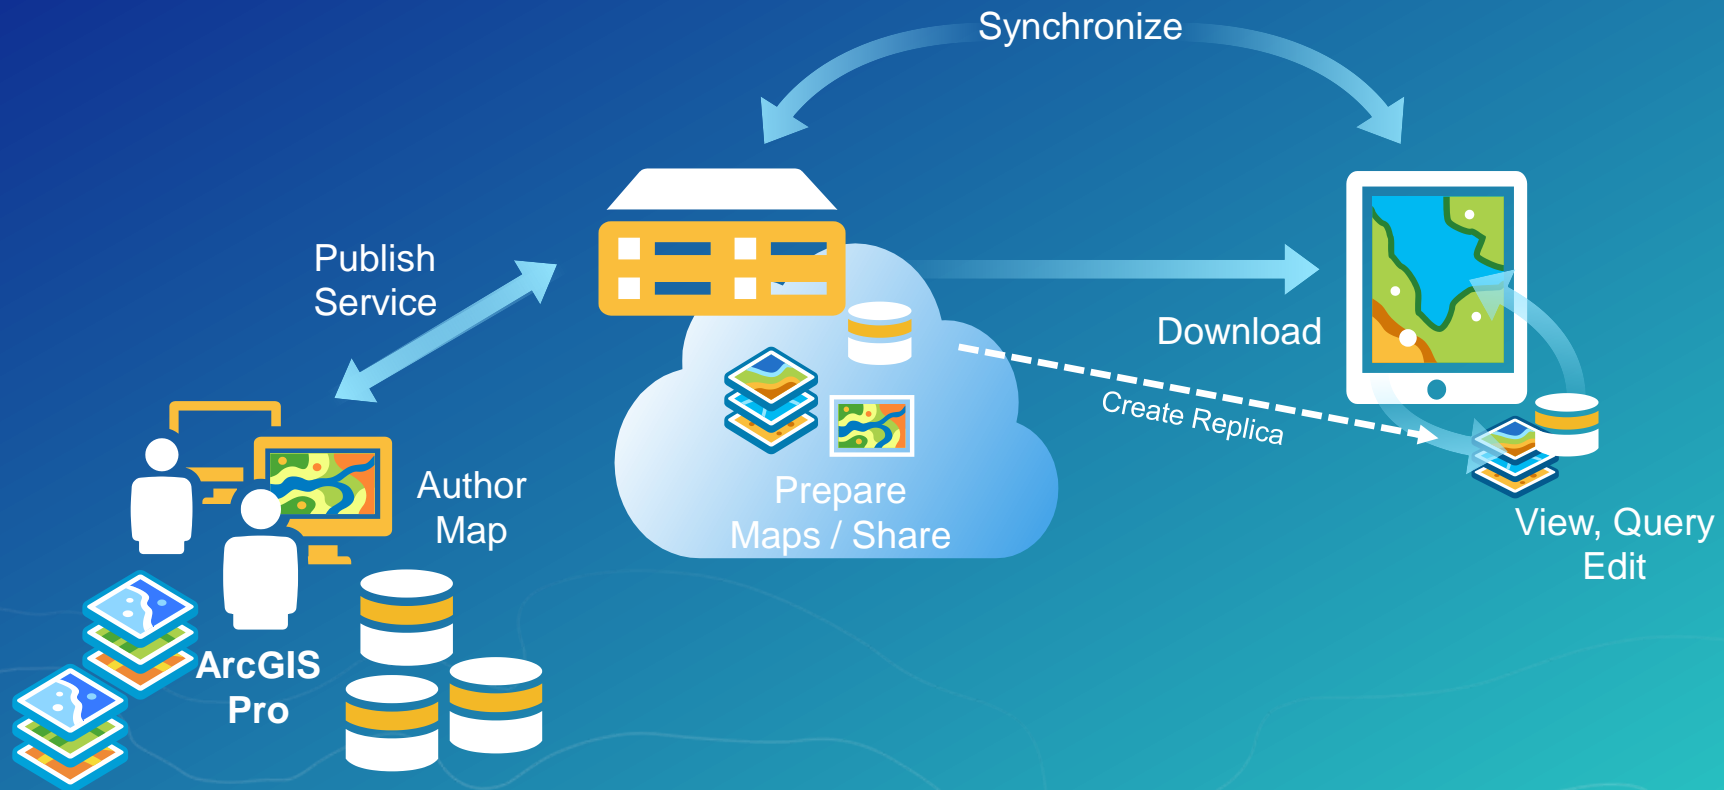 Synchronize
Publish
Service
Download
Create Replica
Author
Map
Prepare
Maps / Share
View, Query
Edit
ArcGIS
Pro